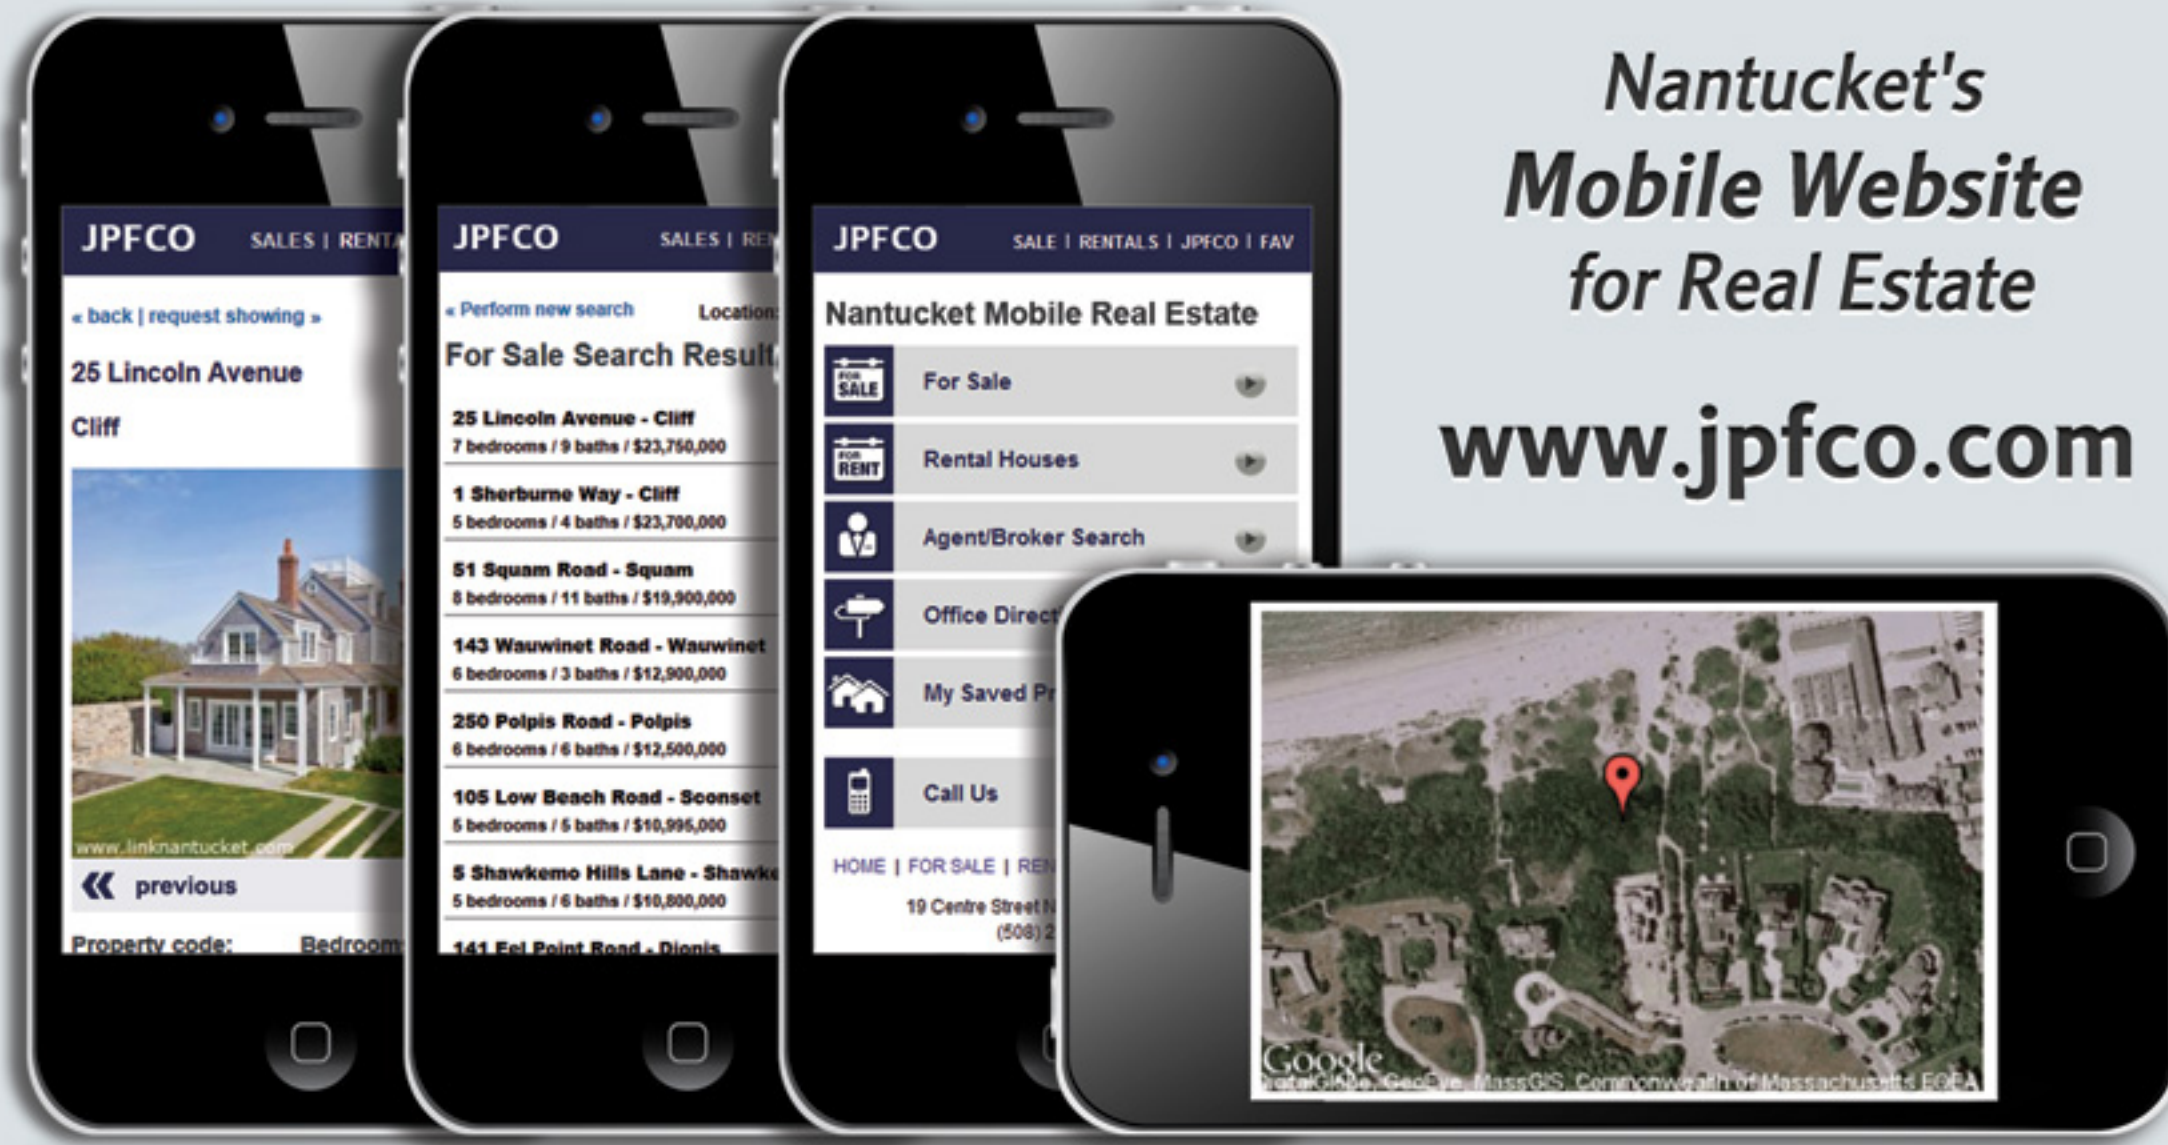 JPFCO SALES | RENTA
« back | request showing »
25 Lincoln Avenue
Cliff
www.linknantucket.com
« previous
Property code: Bedroom
JPFCO SALES | REN
« Perform new search Location:
For Sale Search Result
25 Lincoln Avenue - Cliff
7 bedrooms / 9 baths / $23,750,000
1 Sherburne Way - Cliff
5 bedrooms / 4 baths / $23,700,000
51 Squam Road - Squam
8 bedrooms / 11 baths / $19,900,000
143 Wauwinet Road - Wauwinet
6 bedrooms / 3 baths / $12,900,000
250 Polpis Road - Polpis
6 bedrooms / 6 baths / $12,500,000
105 Low Beach Road - Sconset
5 bedrooms / 5 baths / $10,995,000
5 Shawkemo Hills Lane - Shawke
5 bedrooms / 6 baths / $10,800,000
141 Eel Point Road - Dionis
JPFCO SALE | RENTALS | JPFCO | FAV
Nantucket Mobile Real Estate
FOR SALE For Sale
FOR RENT Rental Houses
Agent/Broker Search
Office Direct
My Saved Pr
Call Us
HOME | FOR SALE | REN
19 Centre Street N
(508) 2
Nantucket's
Mobile Website
for Real Estate
www.jpfco.com
Google
GeoEye, MassGIS, Commonwealth of Massachusetts EOEA